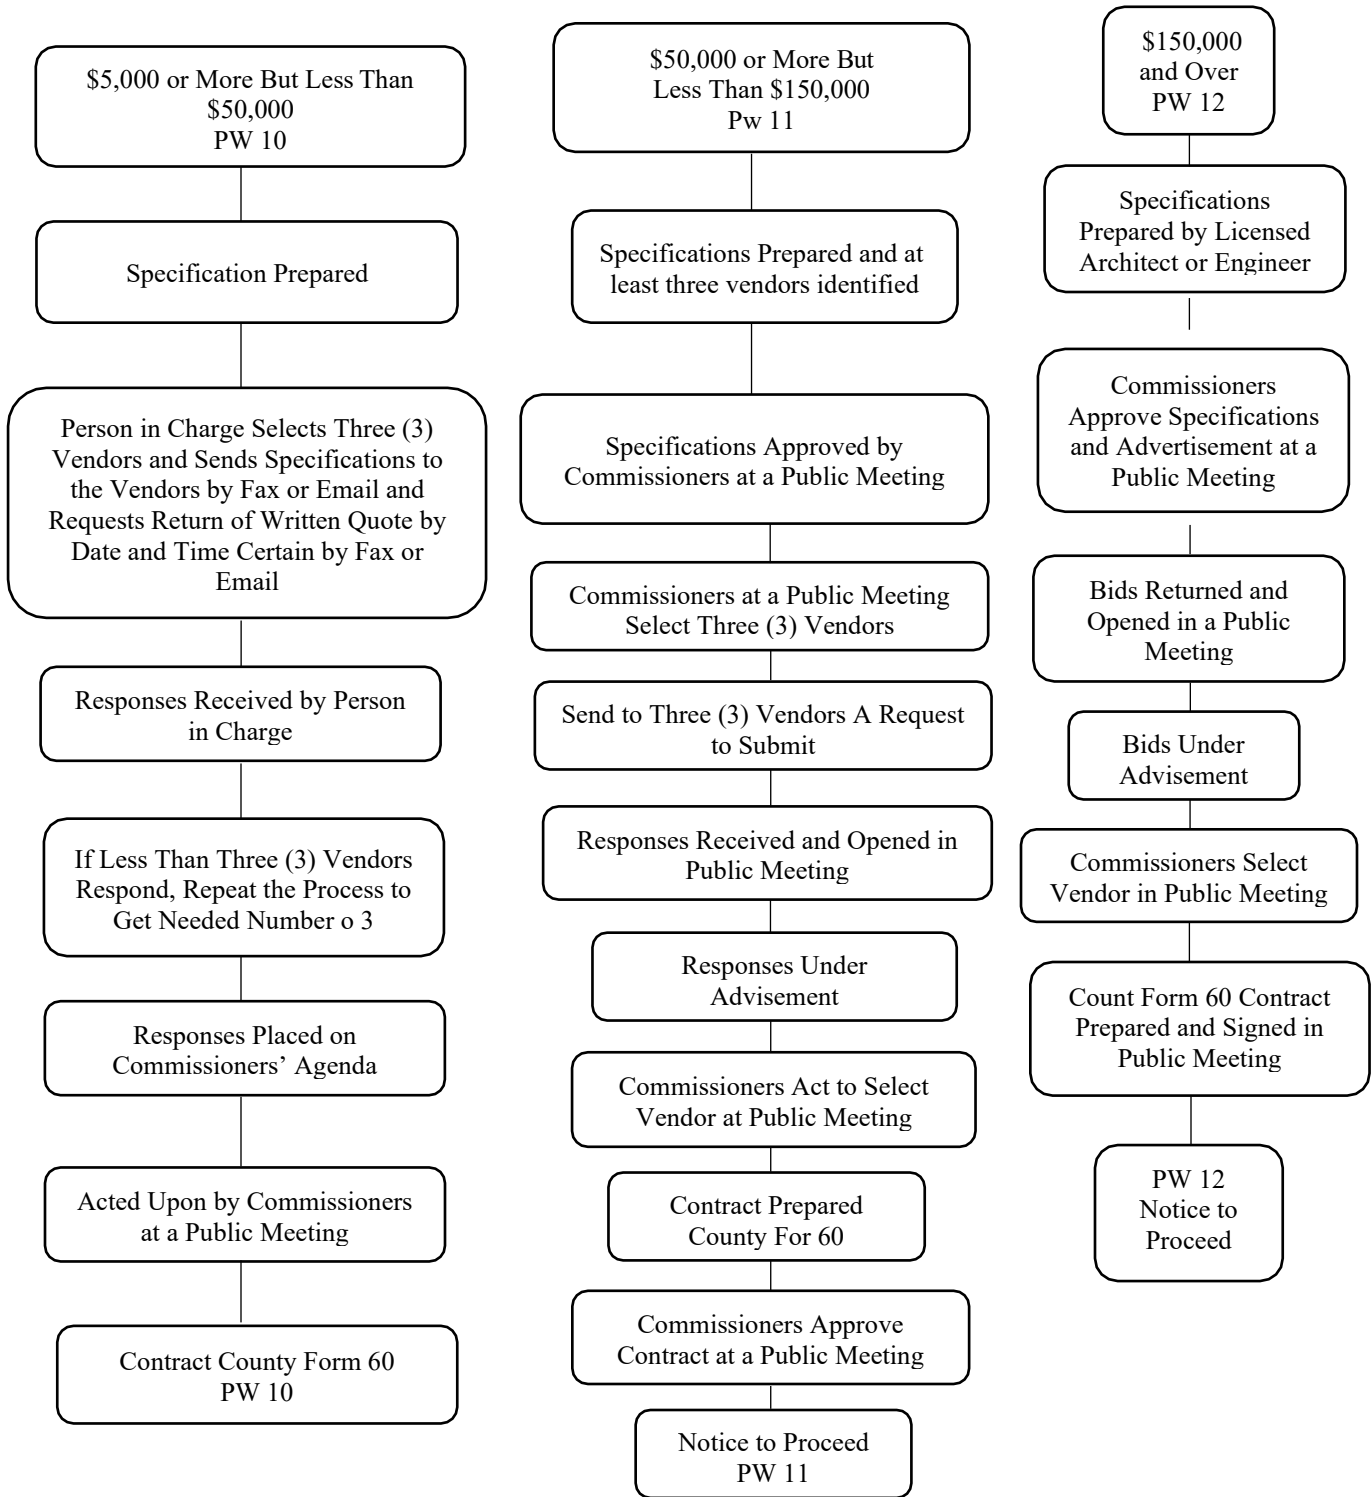 $5,000 or More But Less Than
$50,000
PW 10
Specification Prepared
Person in Charge Selects Three (3)
Vendors and Sends Specifications to
the Vendors by Fax or Email and
Requests Return of Written Quote by
Date and Time Certain by Fax or
Email
Responses Received by Person
in Charge
If Less Than Three (3) Vendors
Respond, Repeat the Process to
Get Needed Number o 3
Responses Placed on
Commissioners’ Agenda
Acted Upon by Commissioners
at a Public Meeting
Contract County Form 60
PW 10
$50,000 or More But
Less Than $150,000
Pw 11
Specifications Prepared and at
least three vendors identified
Specifications Approved by
Commissioners at a Public Meeting
Commissioners at a Public Meeting
Select Three (3) Vendors
Send to Three (3) Vendors A Request
to Submit
Responses Received and Opened in
Public Meeting
Responses Under
Advisement
Commissioners Act to Select
Vendor at Public Meeting
Contract Prepared
County For 60
Commissioners Approve
Contract at a Public Meeting
Notice to Proceed
PW 11
$150,000
and Over
PW 12
Specifications
Prepared by Licensed
Architect or Engineer
Commissioners
Approve Specifications
and Advertisement at a
Public Meeting
Bids Returned and
Opened in a Public
Meeting
Bids Under
Advisement
Commissioners Select
Vendor in Public Meeting
Count Form 60 Contract
Prepared and Signed in
Public Meeting
PW 12
Notice to
Proceed